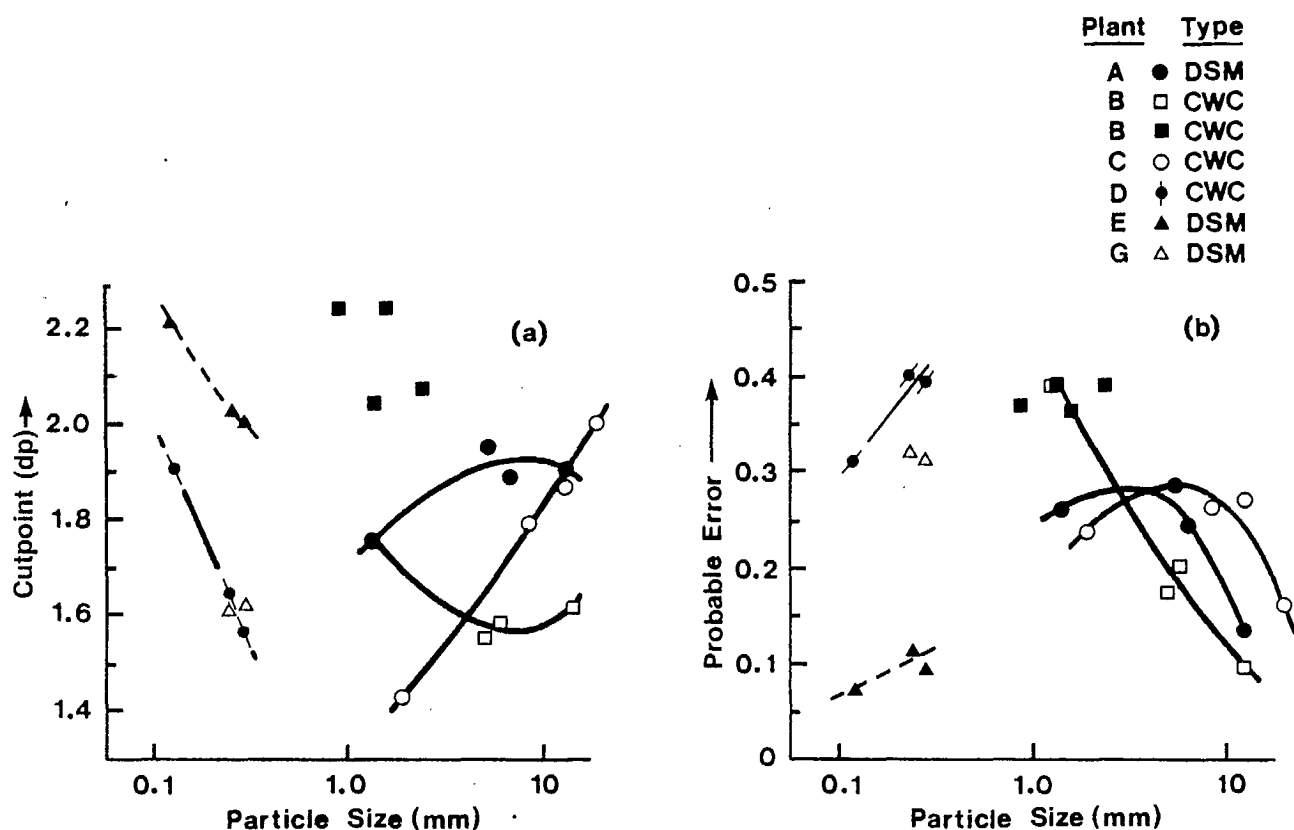 Plant Type
A ● DSM
B □ CWC
B ■ CWC
C ○ CWC
D CWC
E ▲ DSM
G △ DSM
(a)
2.2
2.0
1.8
1.6
1.4
Cutpoint (dp)→
0.1 1.0 10
Particle Size (mm)
(b)
0.5
0.4
0.3
0.2
0.1
0
Probable Error →
0.1 1.0 10
Particle Size (mm)